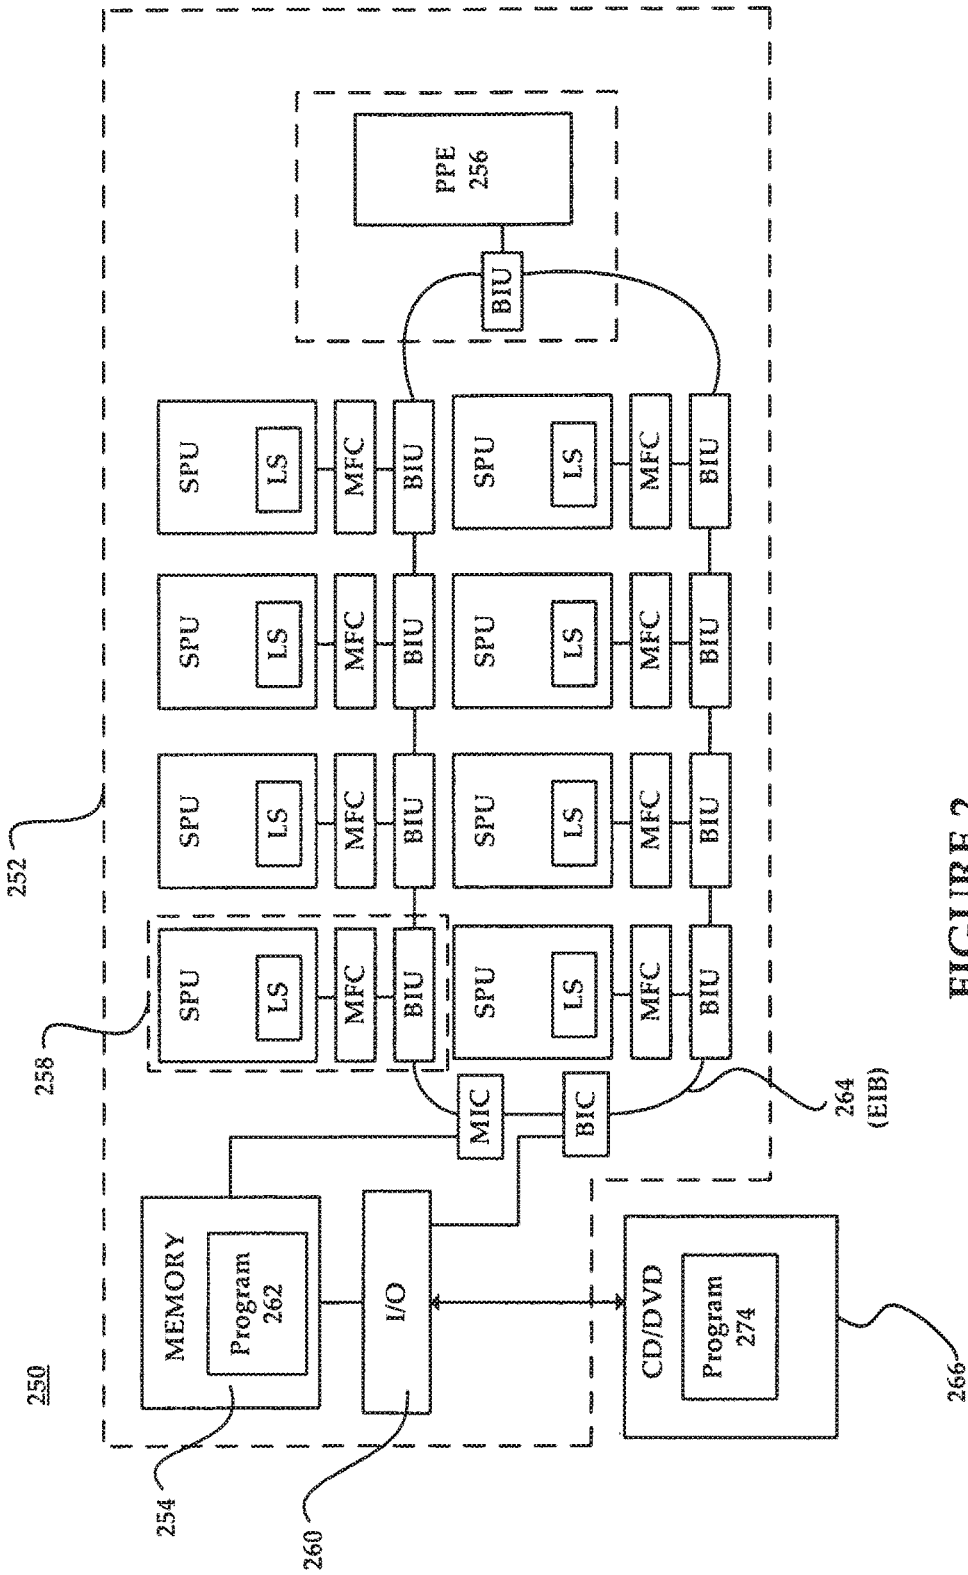 250
252
258
254
MEMORY
Program
262
SPU
LS
MFC
BIU
SPU
LS
MFC
BIU
SPU
LS
MFC
BIU
SPU
LS
MFC
BIU
260
I/O
MIC
BIC
BIU
PPE
256
SPU
LS
MFC
BIU
SPU
LS
MFC
BIU
SPU
LS
MFC
BIU
SPU
LS
MFC
BIU
CD/DVD
Program
274
266
264
(EIB)
FIGURE 2